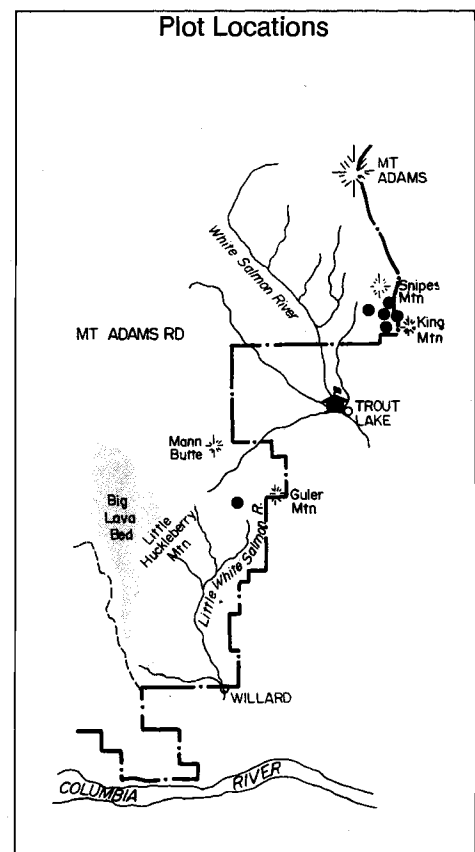 Plot Locations
MT
ADAMS
White Salmon River
Snipes
Mtn
King
Mtn
MT ADAMS RD
TROUT
LAKE
Mann
Butte
Big
Lava
Bed
Little
Huckleberry
Mtn
Guler
Mtn
Little White Salmon R.
WILLARD
COLUMBIA RIVER